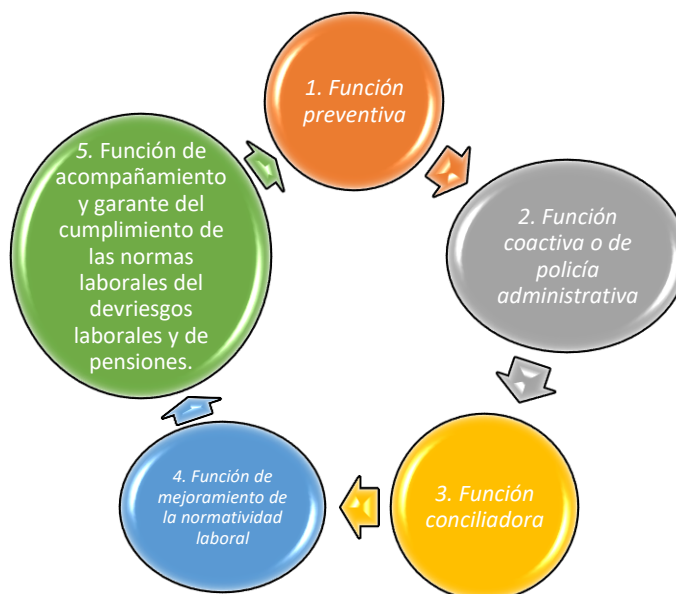 1. Función
preventiva
2. Función
coactiva o de
policía
administrativa
3. Función
conciliadora
4. Función de
mejoramiento de
la normatividad
laboral
5. Función de
acompañamiento
y garante del
cumplimiento de
las normas
laborales del
devriesgos
laborales y de
pensiones.